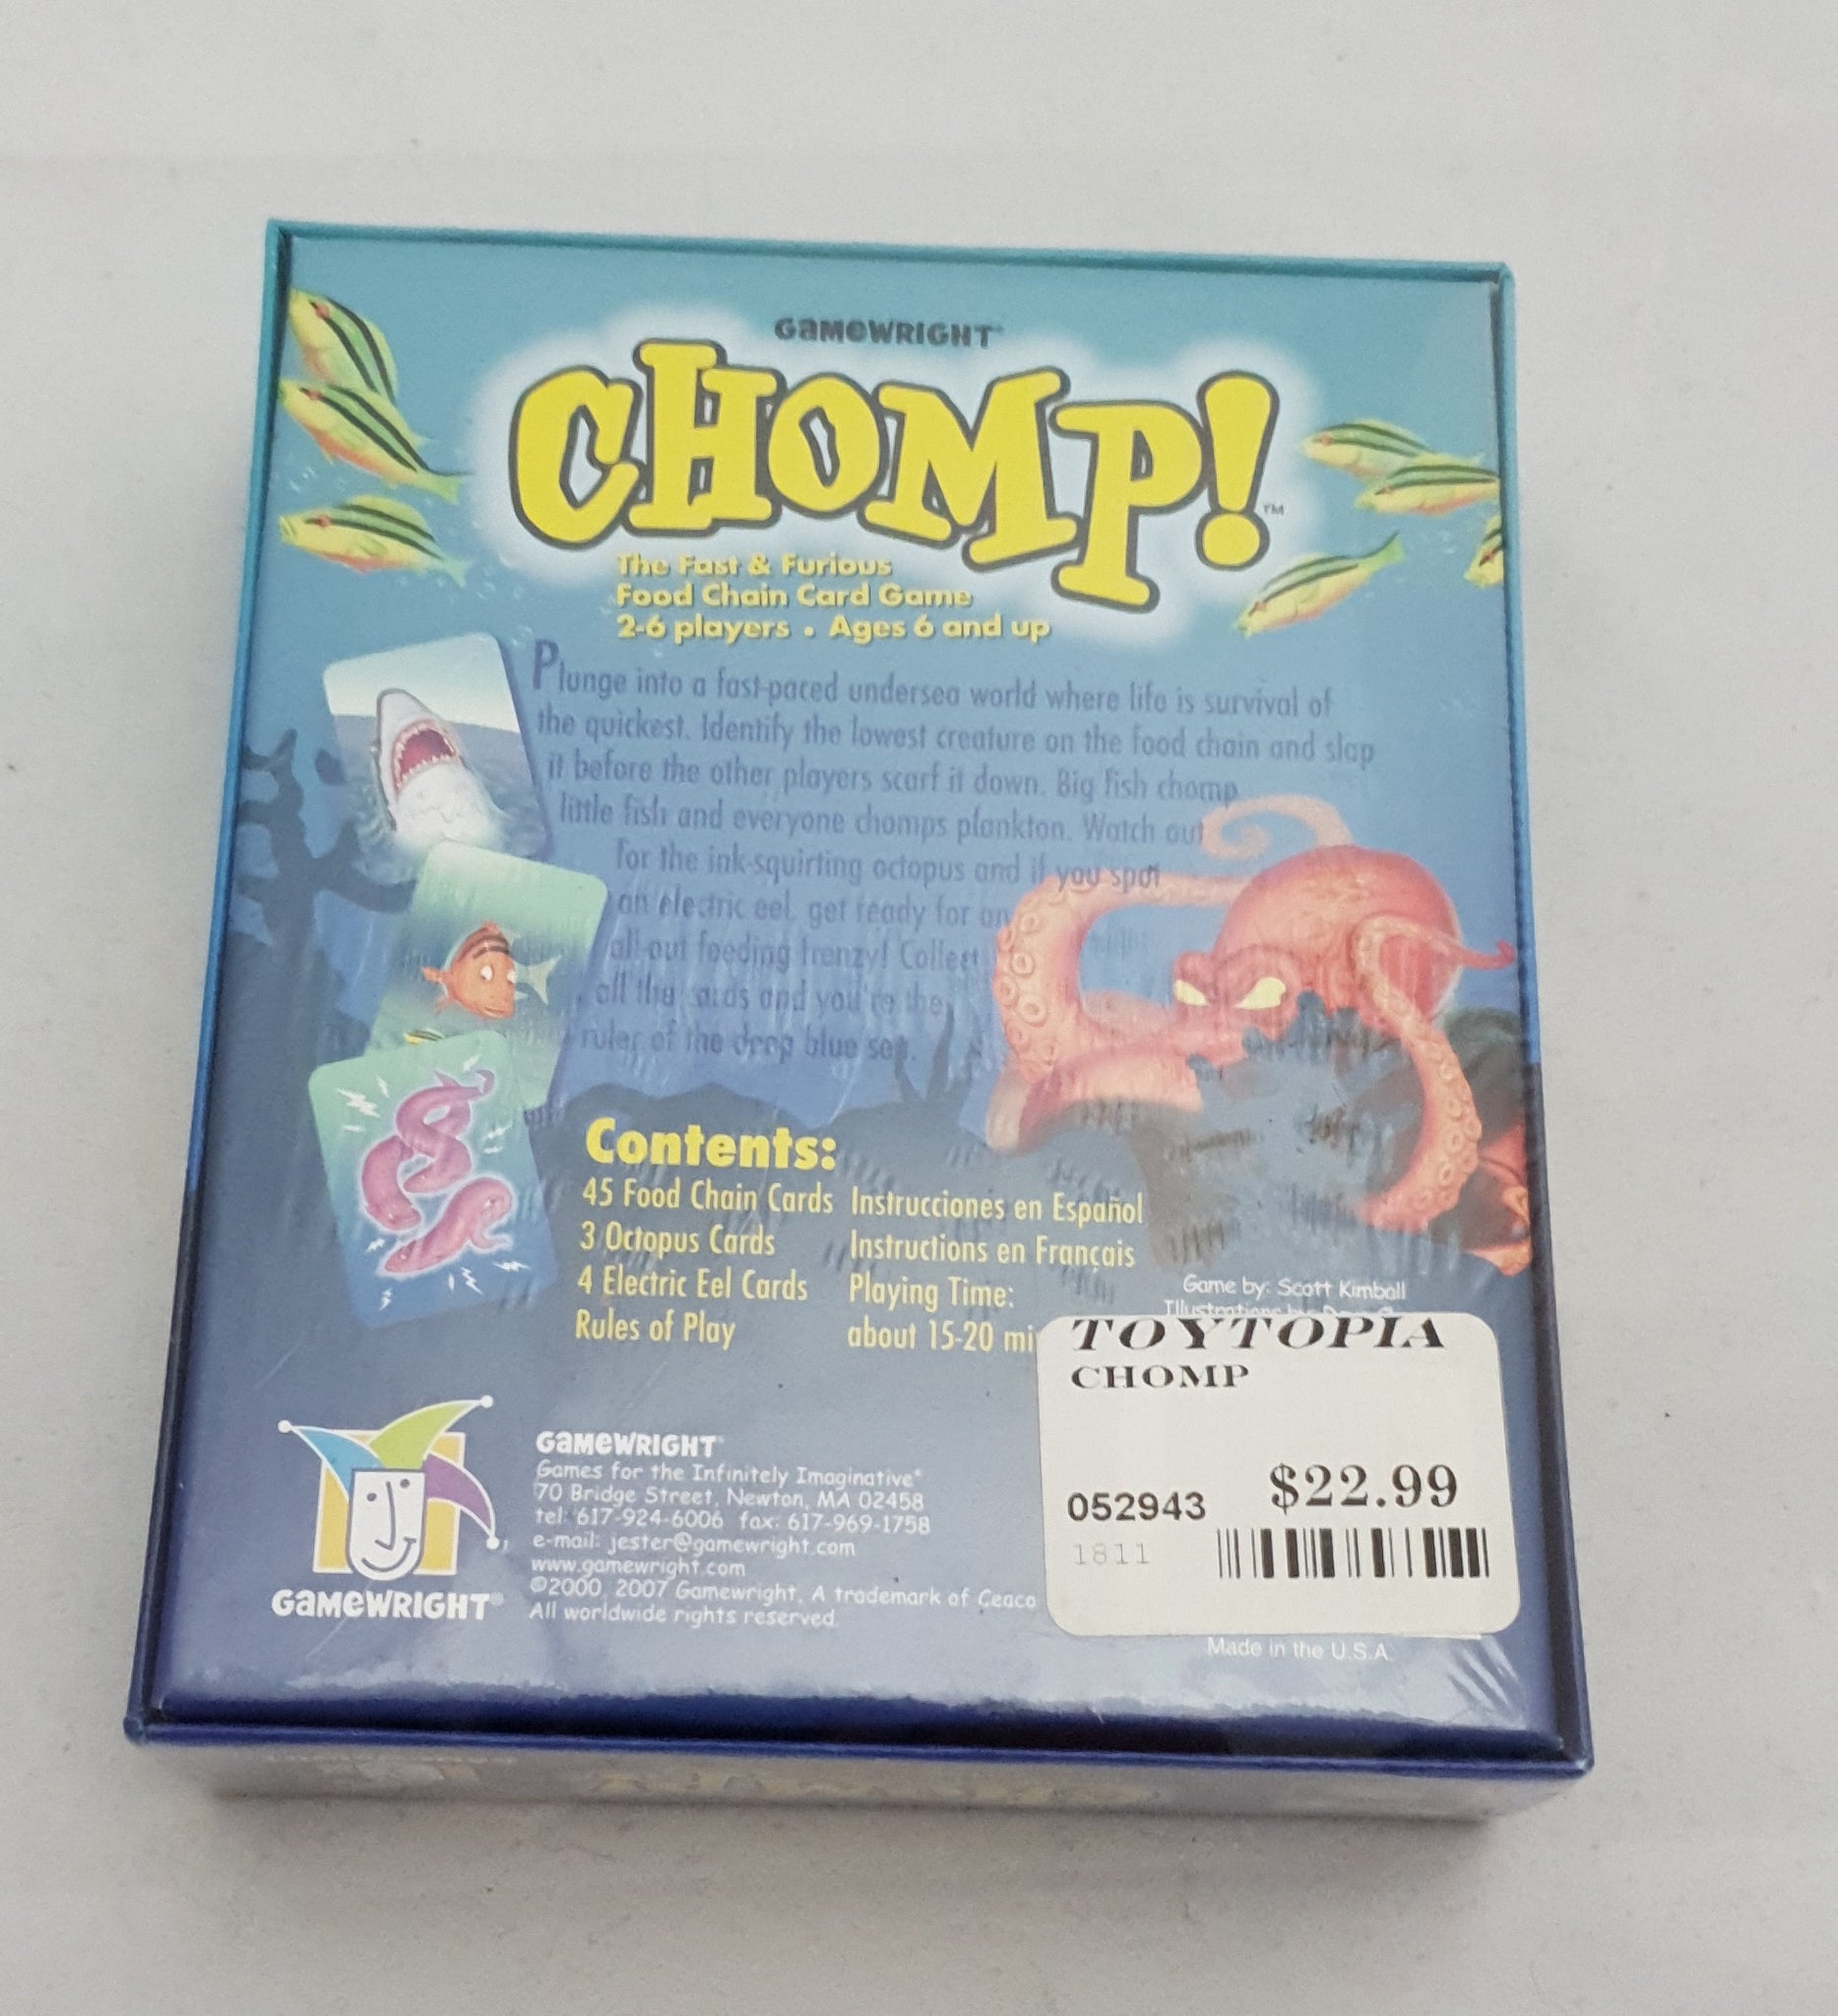 GAMEWRIGHT
CHOMP!™
The Fast & Furious
Food Chain Card Game
2-6 players • Ages 6 and up
Plunge into a fast-paced undersea world where life is survival of
the quickest. Identify the lowest creature on the food chain and slap
it before the other players scarf it down. Big fish chomp
little fish and everyone chomps plankton. Watch out
for the ink-squirting octopus and if you spot
an electric eel, get ready for an
all-out feeding frenzy! Collect
all the cards and you're the
ruler of the deep blue sea.
Contents:
45 Food Chain Cards
3 Octopus Cards
4 Electric Eel Cards
Rules of Play
Instrucciones en Español
Instructions en Français
Playing Time:
about 15-20
Game by: Scott Kimball
Illustrations by
TOYTOPIA
CHOMP
052943 $22.99
1811
GAMEWRIGHT®
GAMEWRIGHT
Games for the Infinitely Imaginative®
70 Bridge Street, Newton, MA 02458
tel: 617-924-6006 fax: 617-969-1758
e-mail: jester@gamewright.com
www.gamewright.com
©2000, 2007 Gamewright, A trademark of Ceaco
All worldwide rights reserved.
Made in the U.S.A.